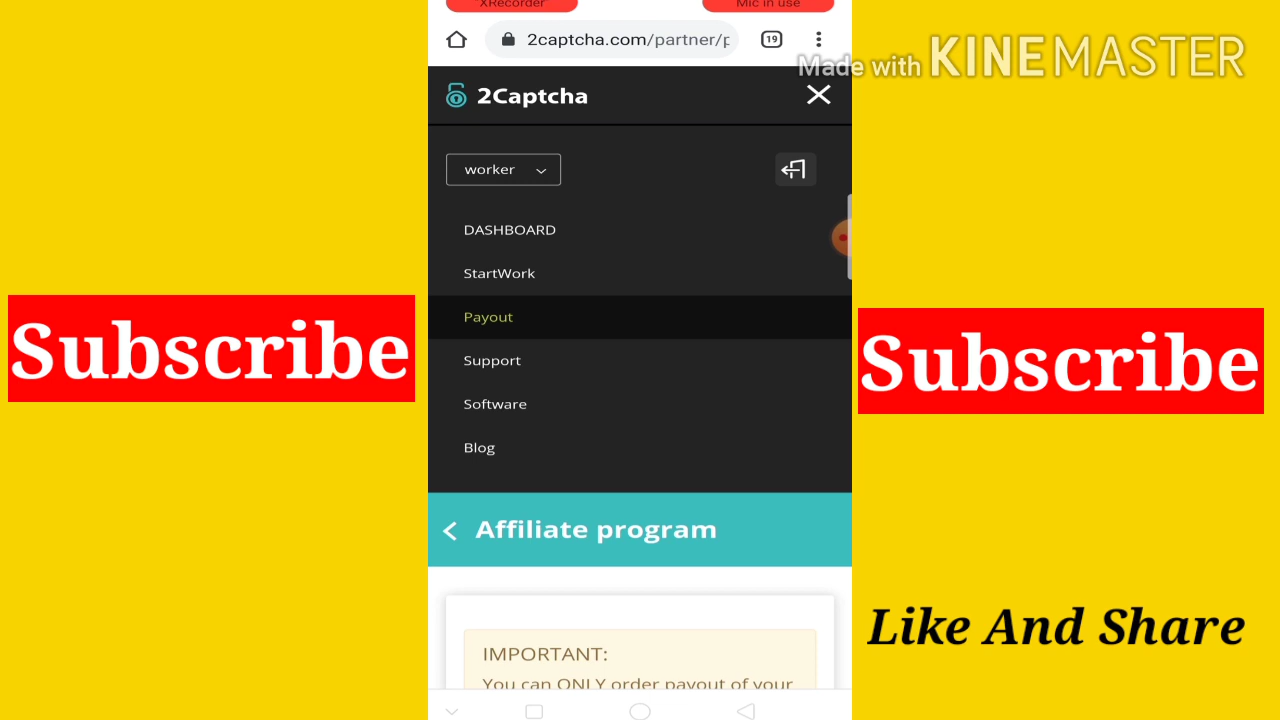 XRecorder
Mic in use
2captcha.com/partner/p
19
Made with KINEMASTER
2Captcha
worker
DASHBOARD
StartWork
Payout
Support
Software
Blog
Subscribe
Subscribe
Affiliate program
Like And Share
IMPORTANT:
You can ONLY order payout of your